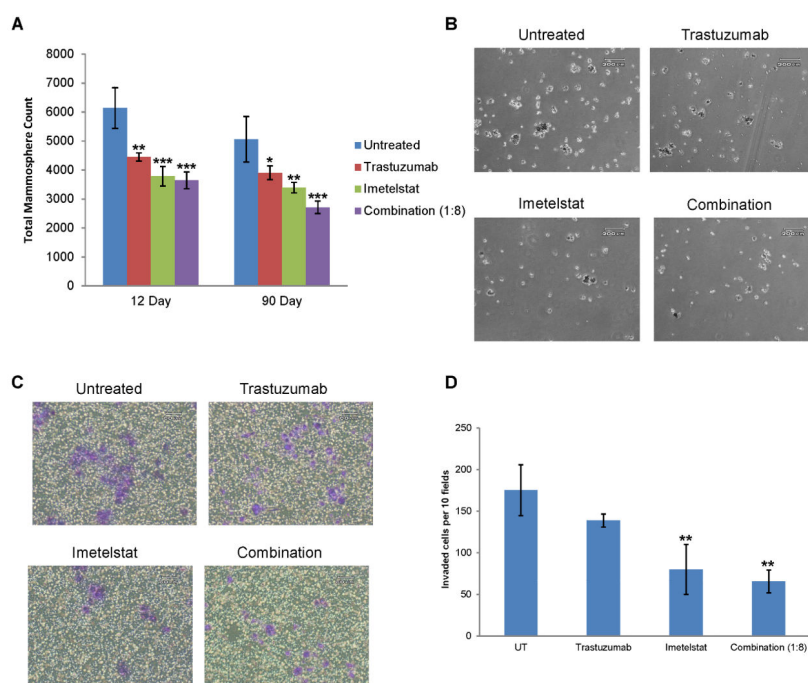 A
Total Mammosphere Count
8000
7000
6000
5000
4000
3000
2000
1000
0
**
***
***
*
**
***
12 Day
90 Day
Untreated
Trastuzumab
Imetelstat
Combination (1:8)
B
Untreated
Trastuzumab
Imetelstat
Combination
C
Untreated
Trastuzumab
Imetelstat
Combination
D
Invaded cells per 10 fields
250
200
150
100
50
0
**
**
UT
Trastuzumab
Imetelstat
Combination (1:8)